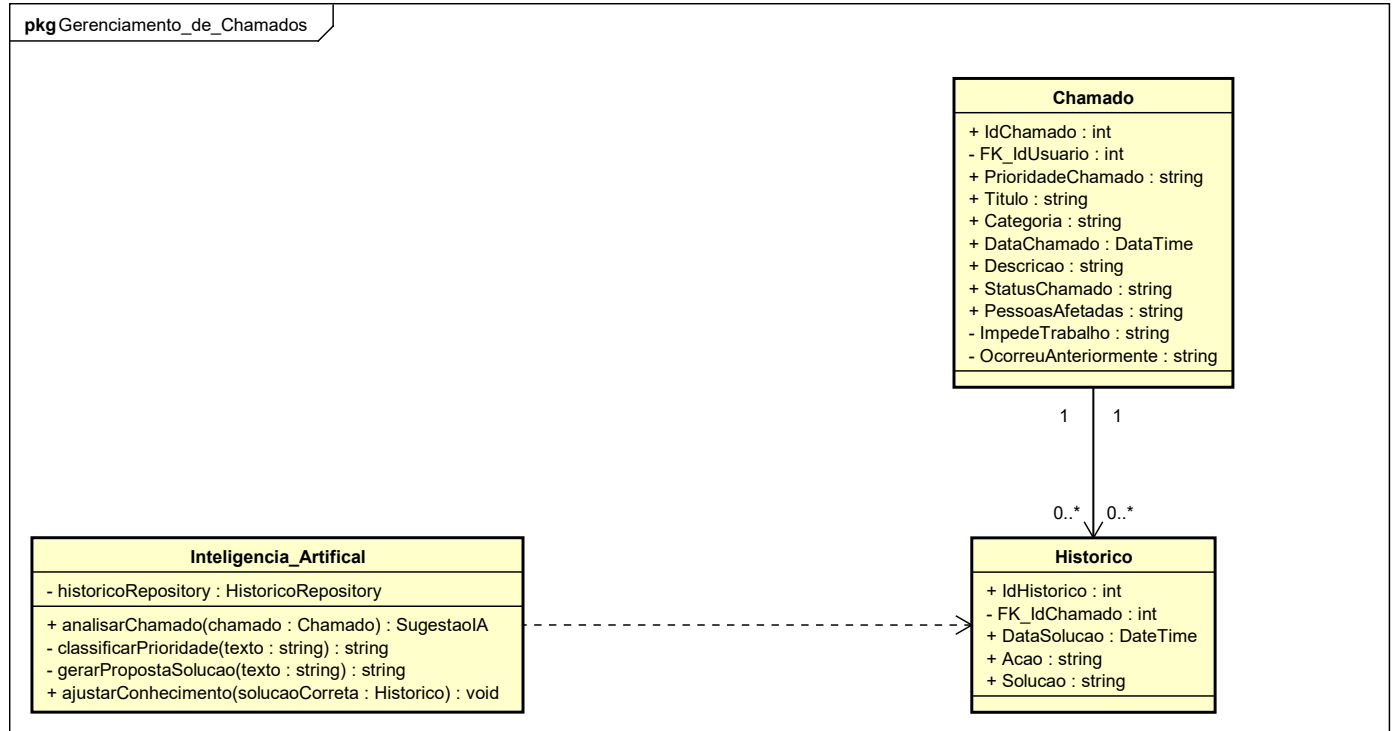 pkg Gerenciamento_de_Chamados
Chamado
+ IdChamado : int
- FK_IdUsuario : int
+ PrioridadeChamado : string
+ Titulo : string
+ Categoria : string
+ DataChamado : DataTime
+ Descricao : string
+ StatusChamado : string
+ PessoasAfetadas : string
- ImpedeTrabalho : string
- OcorreuAnteriormente : string
1 1
0..* 0..*
Inteligencia_Artifical
- historicoRepository : HistoricoRepository
+ analisarChamado(chamado : Chamado) : SugestaoIA
- classificarPrioridade(texto : string) : string
- gerarPropostaSolucao(texto : string) : string
+ ajustarConhecimento(solucaoCorreta : Historico) : void
Historico
+ IdHistorico : int
- FK_IdChamado : int
+ DataSolucao : DateTime
+ Acao : string
+ Solucao : string